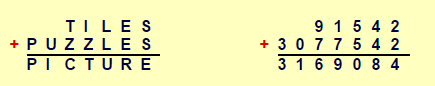 TILES 91542
+ PUZZLES + 3077542
PICTURE 3169084